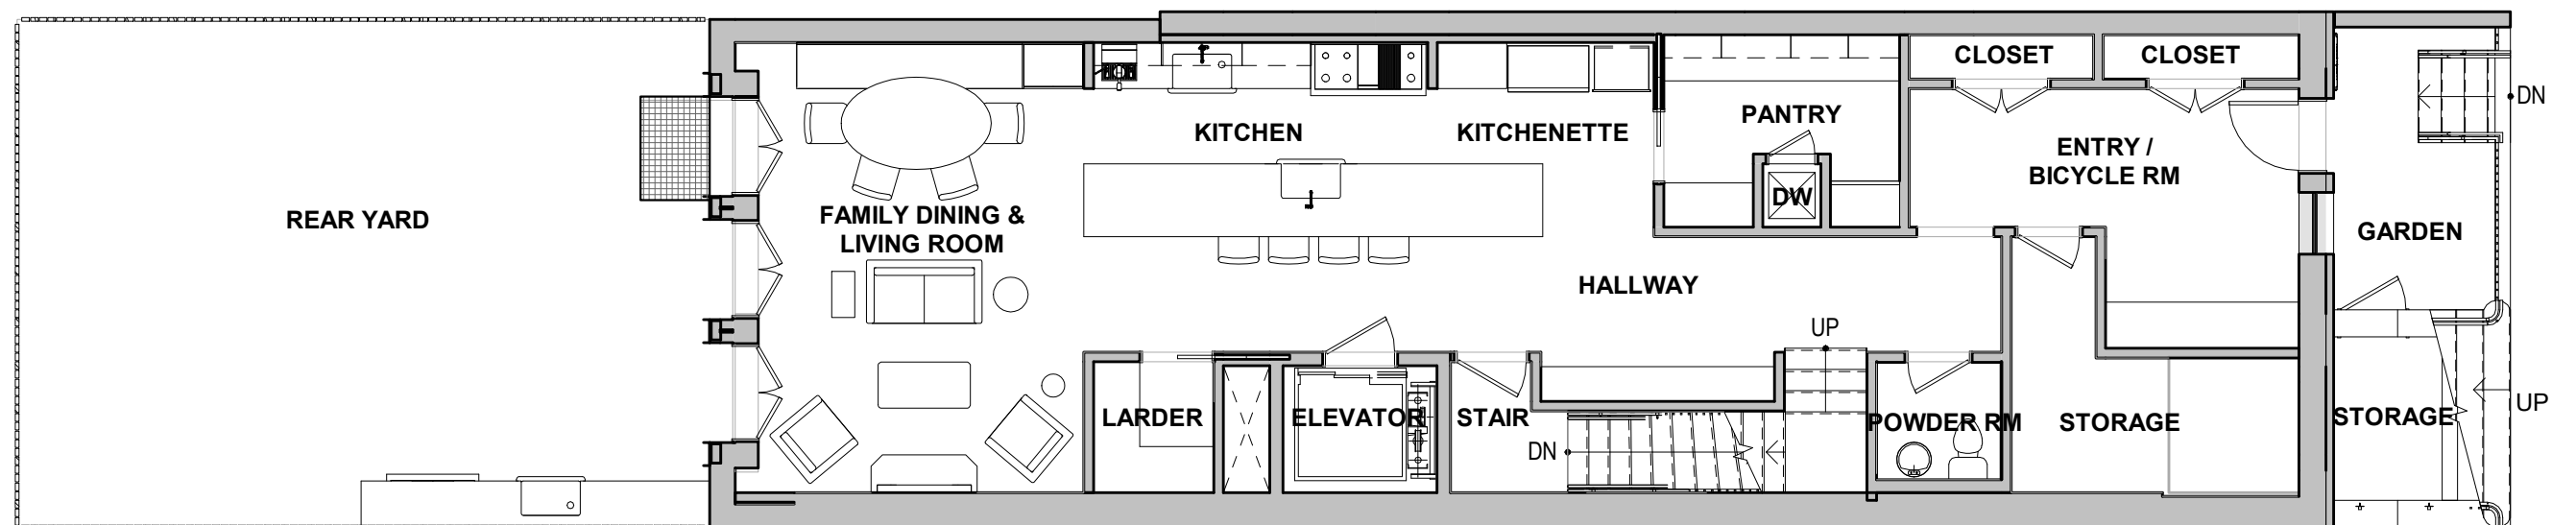 CLOSET
CLOSET
DN
PANTRY
KITCHEN
KITCHENETTE
ENTRY /
BICYCLE RM
DW
REAR YARD
FAMILY DINING &
LIVING ROOM
GARDEN
HALLWAY
UP
UP
LARDER
ELEVATOR
STAIR
POWDER RM
STORAGE
STORAGE
DN